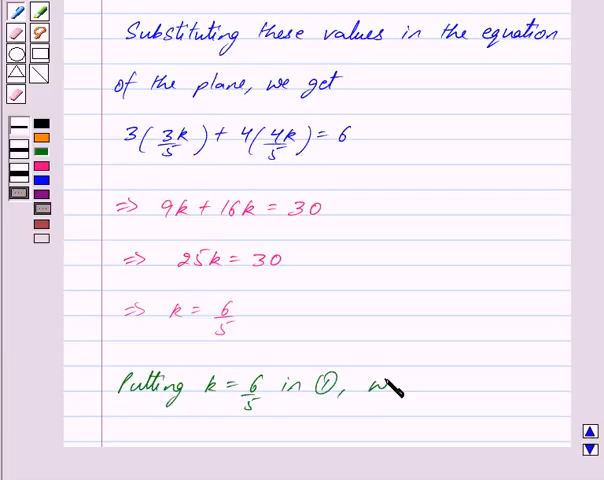 Substituting these values in the equation
of the plane, we get
3(3k/5) + 4(4k/5) = 6
⇒ 9k + 16k = 30
⇒ 25k = 30
⇒ k = 6/5
Putting k = 6/5 in ①, w